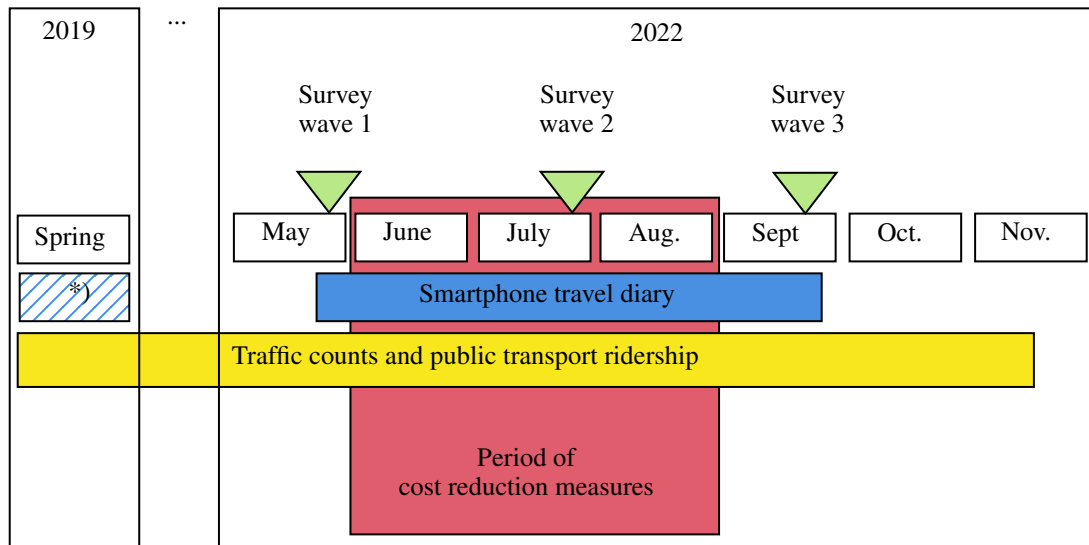 2019
...
2022
Survey
wave 1
Survey
wave 2
Survey
wave 3
Spring
May
June
July
Aug.
Sept
Oct.
Nov.
*)
Smartphone travel diary
Traffic counts and public transport ridership
Period of
cost reduction measures